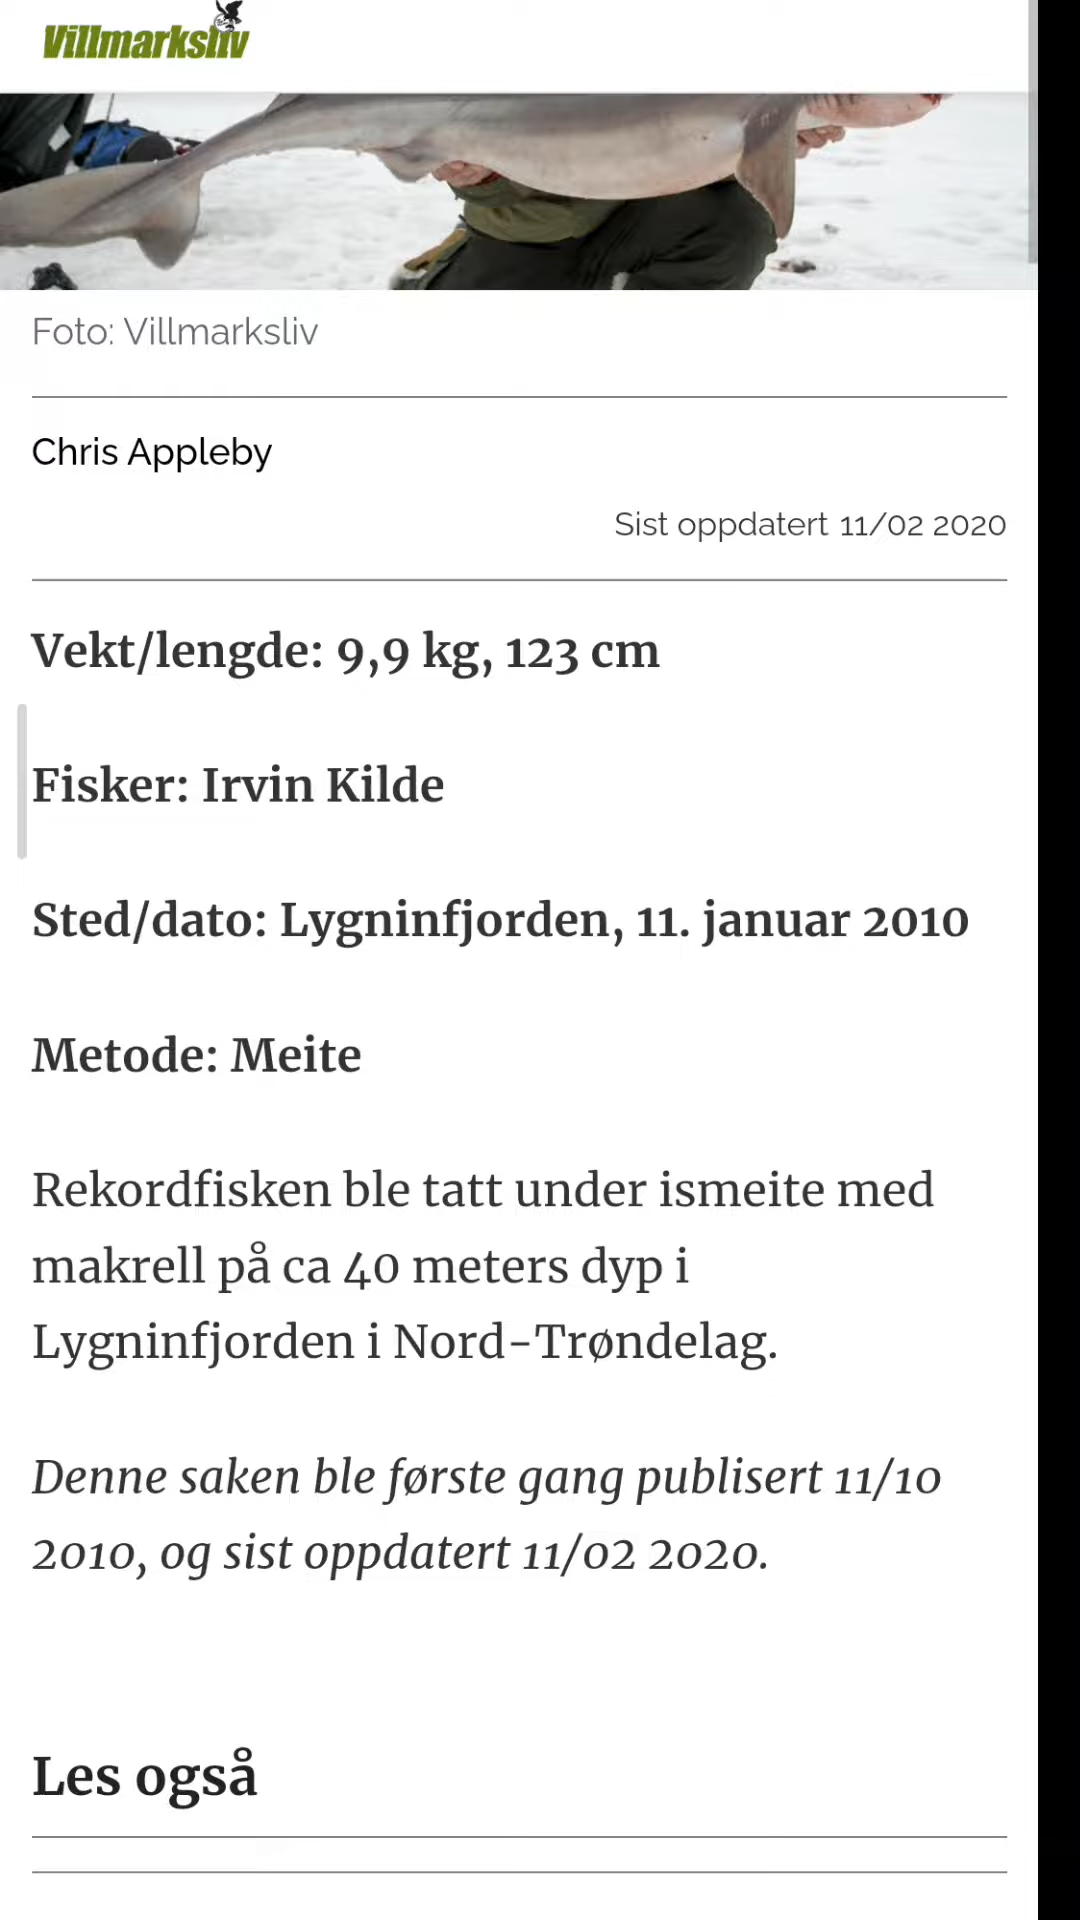 Villmarksliv
Foto: Villmarksliv
Chris Appleby
Sist oppdatert 11/02 2020
Vekt/lengde: 9,9 kg, 123 cm
Fisker: Irvin Kilde
Sted/dato: Lygninfjorden, 11. januar 2010
Metode: Meite
Rekordfisken ble tatt under ismeite med
makrell på ca 40 meters dyp i
Lygninfjorden i Nord-Trøndelag.
Denne saken ble første gang publisert 11/10
2010, og sist oppdatert 11/02 2020.
Les også